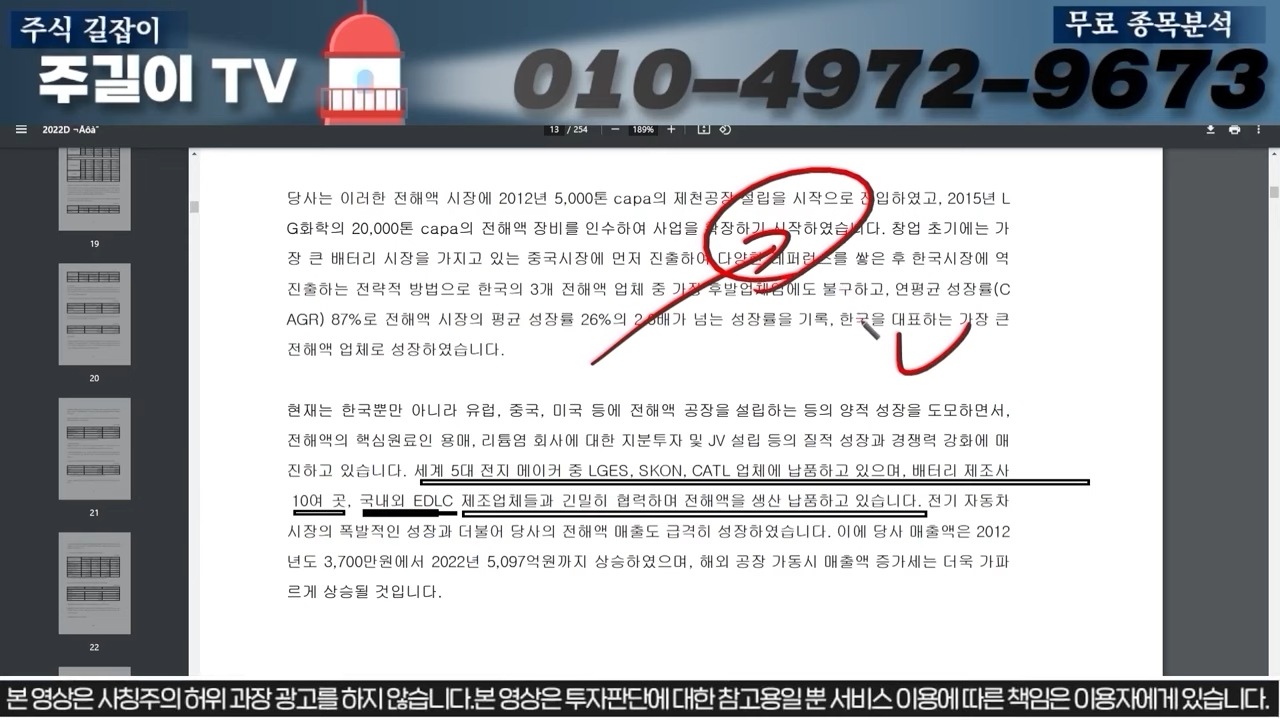 주식 길잡이
주길이 TV
무료 종목분석
010-4972-9673
2022D ¬Äôà˝
13 / 254
189%
19
20
21
22
당사는 이러한 전해액 시장에 2012년 5,000톤 capa의 제천공장 설립을 시작으로 진입하였고, 2015년 L
G화학의 20,000톤 capa의 전해액 장비를 인수하여 사업을 확장하기 시작하였습니다. 창업 초기에는 가
장 큰 배터리 시장을 가지고 있는 중국시장에 먼저 진출하여 다양한 레퍼런스를 쌓은 후 한국시장에 역
진출하는 전략적 방법으로 한국의 3개 전해액 업체 중 가장 후발업체임에도 불구하고, 연평균 성장률(C
AGR) 87%로 전해액 시장의 평균 성장률 26%의 배가 넘는 성장률을 기록, 한국을 대표하는 가장 큰
전해액 업체로 성장하였습니다.
현재는 한국뿐만 아니라 유럽, 중국, 미국 등에 전해액 공장을 설립하는 등의 양적 성장을 도모하면서,
전해액의 핵심원료인 용매, 리튬염 회사에 대한 지분투자 및 JV 설립 등의 질적 성장과 경쟁력 강화에 매
진하고 있습니다. 세계 5대 전지 메이커 중 LGES, SKON, CATL 업체에 납품하고 있으며, 배터리 제조사
10여 곳, 국내외 EDLC 제조업체들과 긴밀히 협력하며 전해액을 생산 납품하고 있습니다. 전기 자동차
시장의 폭발적인 성장과 더불어 당사의 전해액 매출도 급격히 성장하였습니다. 이에 당사 매출액은 2012
년도 3,700만원에서 2022년 5,097억원까지 상승하였으며, 해외 공장 가동시 매출액 증가세는 더욱 가파
르게 상승될 것입니다.
본 영상은 사칭주의 허위 과장 광고를 하지 않습니다.본 영상은 투자판단에 대한 참고용일 뿐 서비스 이용에 따른 책임은 이용자에게 있습니다.